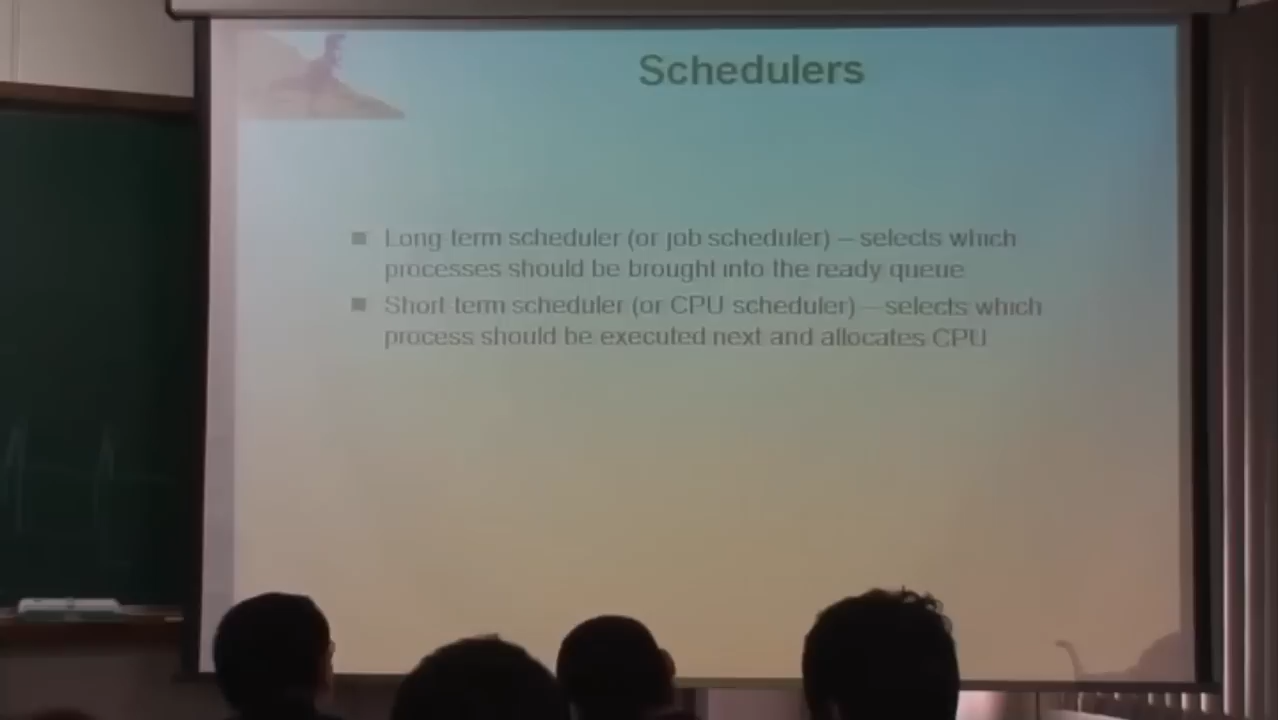 Schedulers
Long term scheduler (or job scheduler) – selects which
processes should be brought into the ready queue
Short term scheduler (or CPU scheduler) – selects which
process should be executed next and allocates CPU